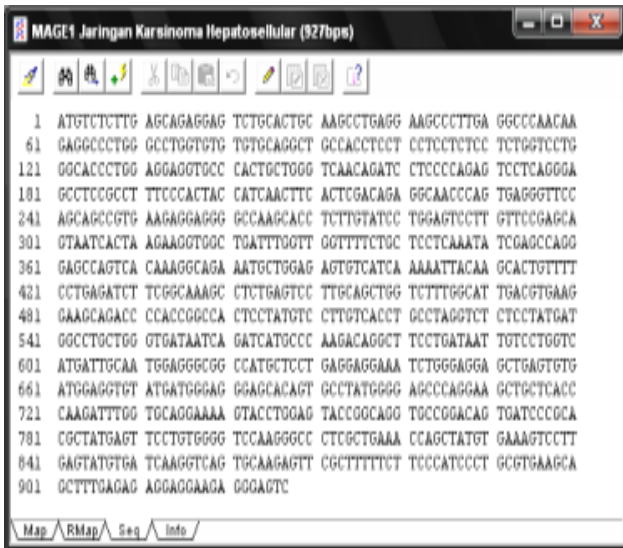 MAGE1 Jaringan Karsinoma Hepatosellular (927bps)
1 ATGTCTCTTG AGCAGAGGAG TCTGCACTGC AAGCCTGAGG AAGCCCTTGA GGCCCAACAA
61 GAGGCCCTGG GCCTGGTGTG TGTGCAGGCT GCCACCTCCT CCTCCTCTCC TCTGGTCCTG
121 GGCACCCTGG AGGAGGTGCC CACTGCTGGG TCAACAGATC CTCCCCAGAG TCCTCAGGGA
181 GCCTCCGCCT TTCCCACTAC CATCAACTTC ACTCGACAGA GGCAACCCAG TGAGGGTTCC
241 AGCAGCCGTG AAGAGGAGGG GCCAAGCACC TCTTGTATCC TGGAGTCCTT GTTCCGAGCA
301 GTAATCACTA AGAAGGTGGC TGATTTGGTT GGTTTTCTGC TCCTCAAATA TCGAGCCAGG
361 GAGCCAGTCA CAAAGGCAGA AATGCTGGAG AGTGTCATCA AAAATTACAA GCACTGTTTT
421 CCTGAGATCT TCGGCAAAGC CTCTGAGTCC TTGCAGCTGG TCTTTGGCAT TGACGTGAAG
481 GAAGCAGACC CCACCGGCCA CTCCTATGTC CTTGTCACCT GCCTAGGTCT CTCCTATGAT
541 GGCCTGCTGG GTGATAATCA GATCATGCCC AAGACAGGCT TCCTGATAAT TGTCCTGGTC
601 ATGATTGCAA TGGAGGGCGG CCATGCTCCT GAGGAGGAAA TCTGGGAGGA GCTGAGTGTG
661 ATGGAGGTGT ATGATGGGAG GGAGCACAGT GCCTATGGGG AGCCCAGGAA GCTGCTCACC
721 CAAGATTTGG TGCAGGAAAA GTACCTGGAG TACCGGCAGG TGCCGGACAG TGATCCCGCA
781 CGCTATGAGT TCCTGTGGGG TCCAAGGGCC CTCGCTGAAA CCAGCTATGT GAAAGTCCTT
841 GAGTATGTGA TCAAGGTCAG TGCAAGAGTT CGCTTTTTCT TCCCATCCCT GCGTGAAGCA
901 GCTTTGAGAG AGGAGGAAGA GGGAGTC
Map RMap Seq Info